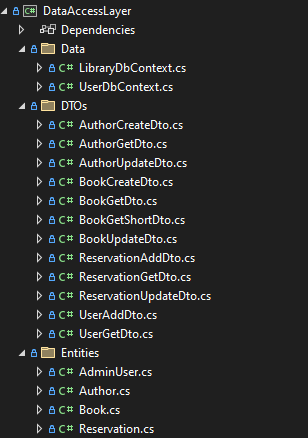 C# DataAccessLayer
Dependencies
Data
C# LibraryDbContext.cs
C# UserDbContext.cs
DTOs
C# AuthorCreateDto.cs
C# AuthorGetDto.cs
C# AuthorUpdateDto.cs
C# BookCreateDto.cs
C# BookGetDto.cs
C# BookGetShortDto.cs
C# BookUpdateDto.cs
C# ReservationAddDto.cs
C# ReservationGetDto.cs
C# ReservationUpdateDto.cs
C# UserAddDto.cs
C# UserGetDto.cs
Entities
C# AdminUser.cs
C# Author.cs
C# Book.cs
C# Reservation.cs